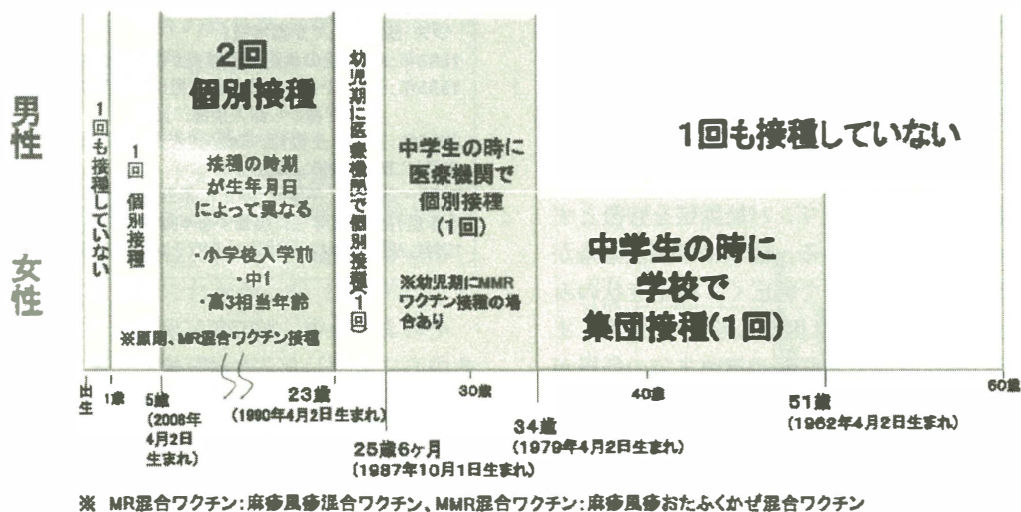 男性
女性
1回も接種していない
1回 個別接種
2回
個別接種
接種の時期
が生年月日
によって異なる
・小学校入学前
・中1
・高3相当年齢
※原則、MR混合ワクチン接種
幼児期に医療機関で個別接種(1回)
中学生の時に
医療機関で
個別接種
(1回)
※幼児期にMMR
ワクチン接種の場
合あり
1回も接種していない
中学生の時に
学校で
集団接種(1回)
出生
1歳
5歳
(2008年
4月2日
生まれ)
23歳
(1990年4月2日生まれ)
25歳6ヶ月
(1987年10月1日生まれ)
30歳
34歳
(1979年4月2日生まれ)
40歳
51歳
(1962年4月2日生まれ)
60歳
※ MR混合ワクチン:麻疹風疹混合ワクチン、MMR混合ワクチン:麻疹風疹おたふくかぜ混合ワクチン